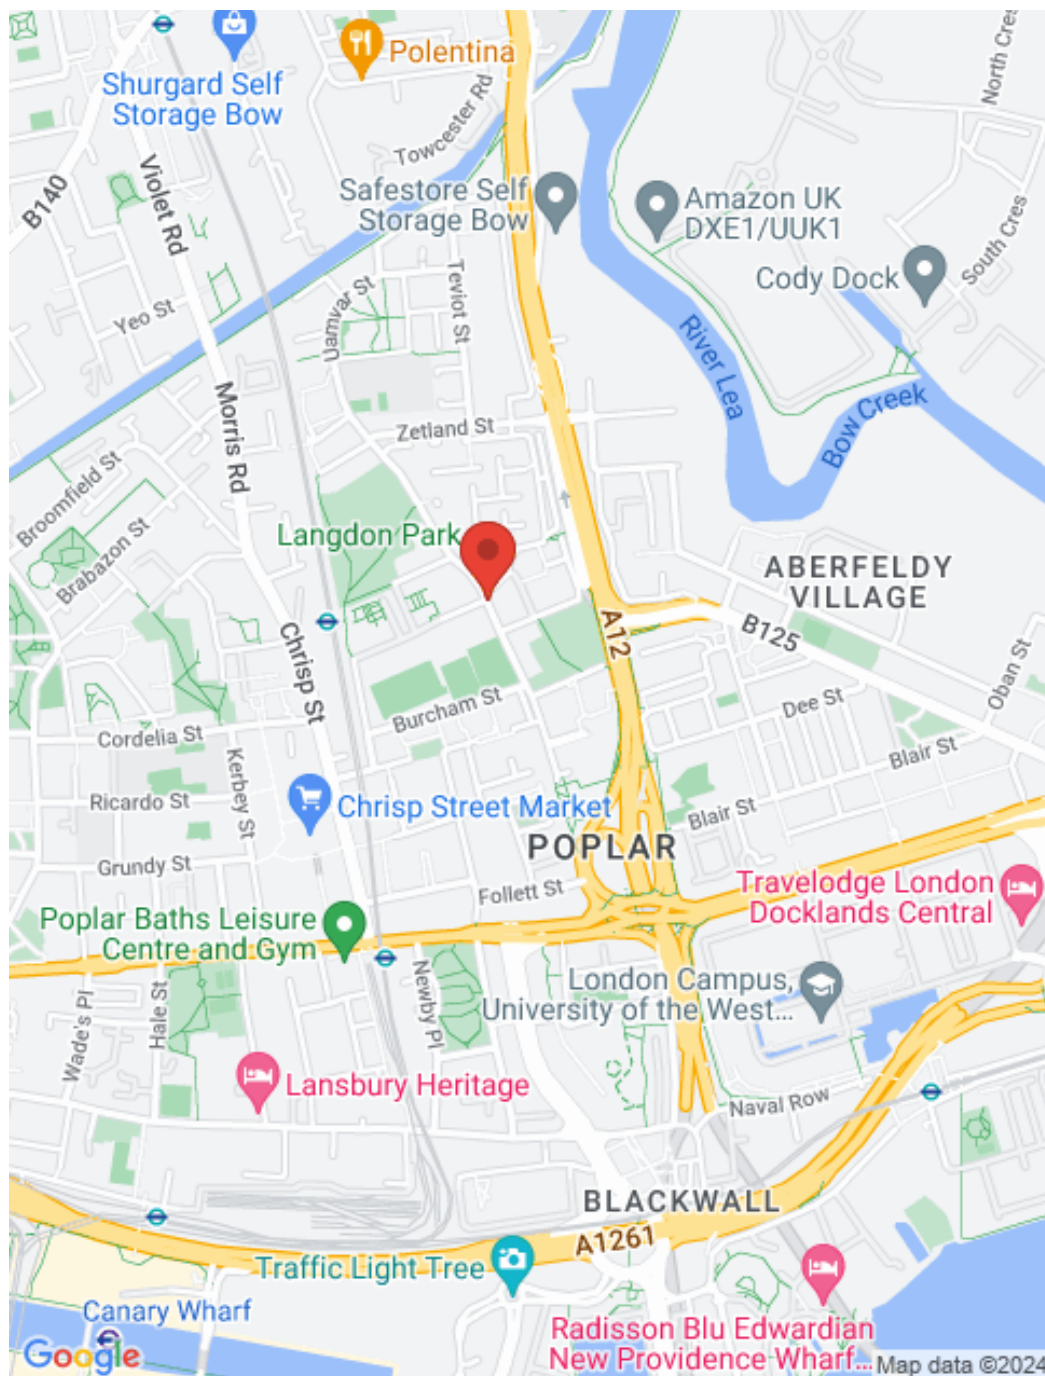 Polentina
North Cres
Shurgard Self
Storage Bow
Towcester Rd
B140
Violet Rd
Safestore Self
Storage Bow
Amazon UK
DXE1/UUK1
South Cres
Cody Dock
Teviot St
Uamvar St
Yeo St
River Lea
Morris Rd
Bow Creek
Zetland St
Broomfield St
Brabazon St
Langdon Park
ABERFELDY
VILLAGE
A12
B125
Chrisp St
Oban St
Burcham St
Dee St
Cordelia St
Kerbey St
Blair St
Ricardo St
Chrisp Street Market
Blair St
POPLAR
Grundy St
Follett St
Travelodge London
Docklands Central
Poplar Baths Leisure
Centre and Gym
London Campus,
University of the West...
Newby Pl
Wade's Pl
Hale St
Lansbury Heritage
Naval Row
BLACKWALL
A1261
Traffic Light Tree
Canary Wharf
Radisson Blu Edwardian
New Providence Wharf...
Google
Map data ©2024